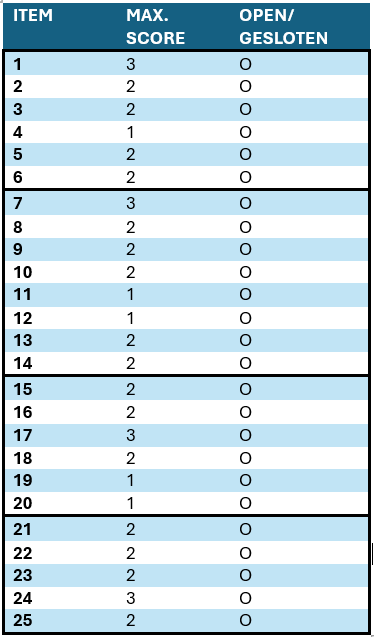 ITEM MAX. SCORE OPEN/ GESLOTEN
1 3 O
2 2 O
3 2 O
4 1 O
5 2 O
6 2 O
7 3 O
8 2 O
9 2 O
10 2 O
11 1 O
12 1 O
13 2 O
14 2 O
15 2 O
16 2 O
17 3 O
18 2 O
19 1 O
20 1 O
21 2 O
22 2 O
23 2 O
24 3 O
25 2 O